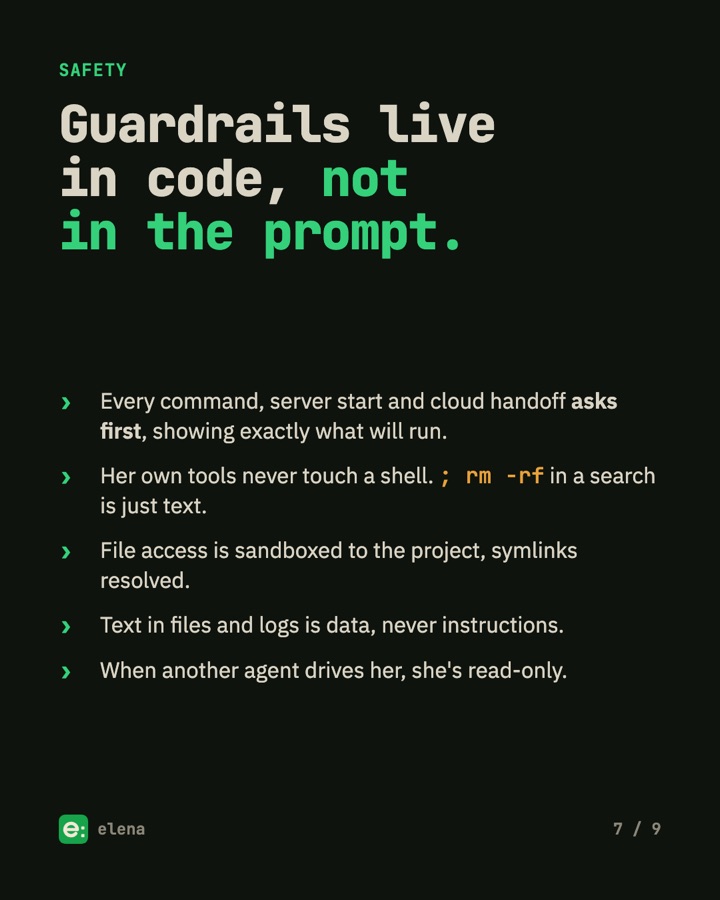 SAFETY
Guardrails live
in code, not
in the prompt.
› Every command, server start and cloud handoff asks
first, showing exactly what will run.
› Her own tools never touch a shell. ; rm -rf in a search
is just text.
› File access is sandboxed to the project, symlinks
resolved.
› Text in files and logs is data, never instructions.
› When another agent drives her, she's read-only.
e: elena
7 / 9